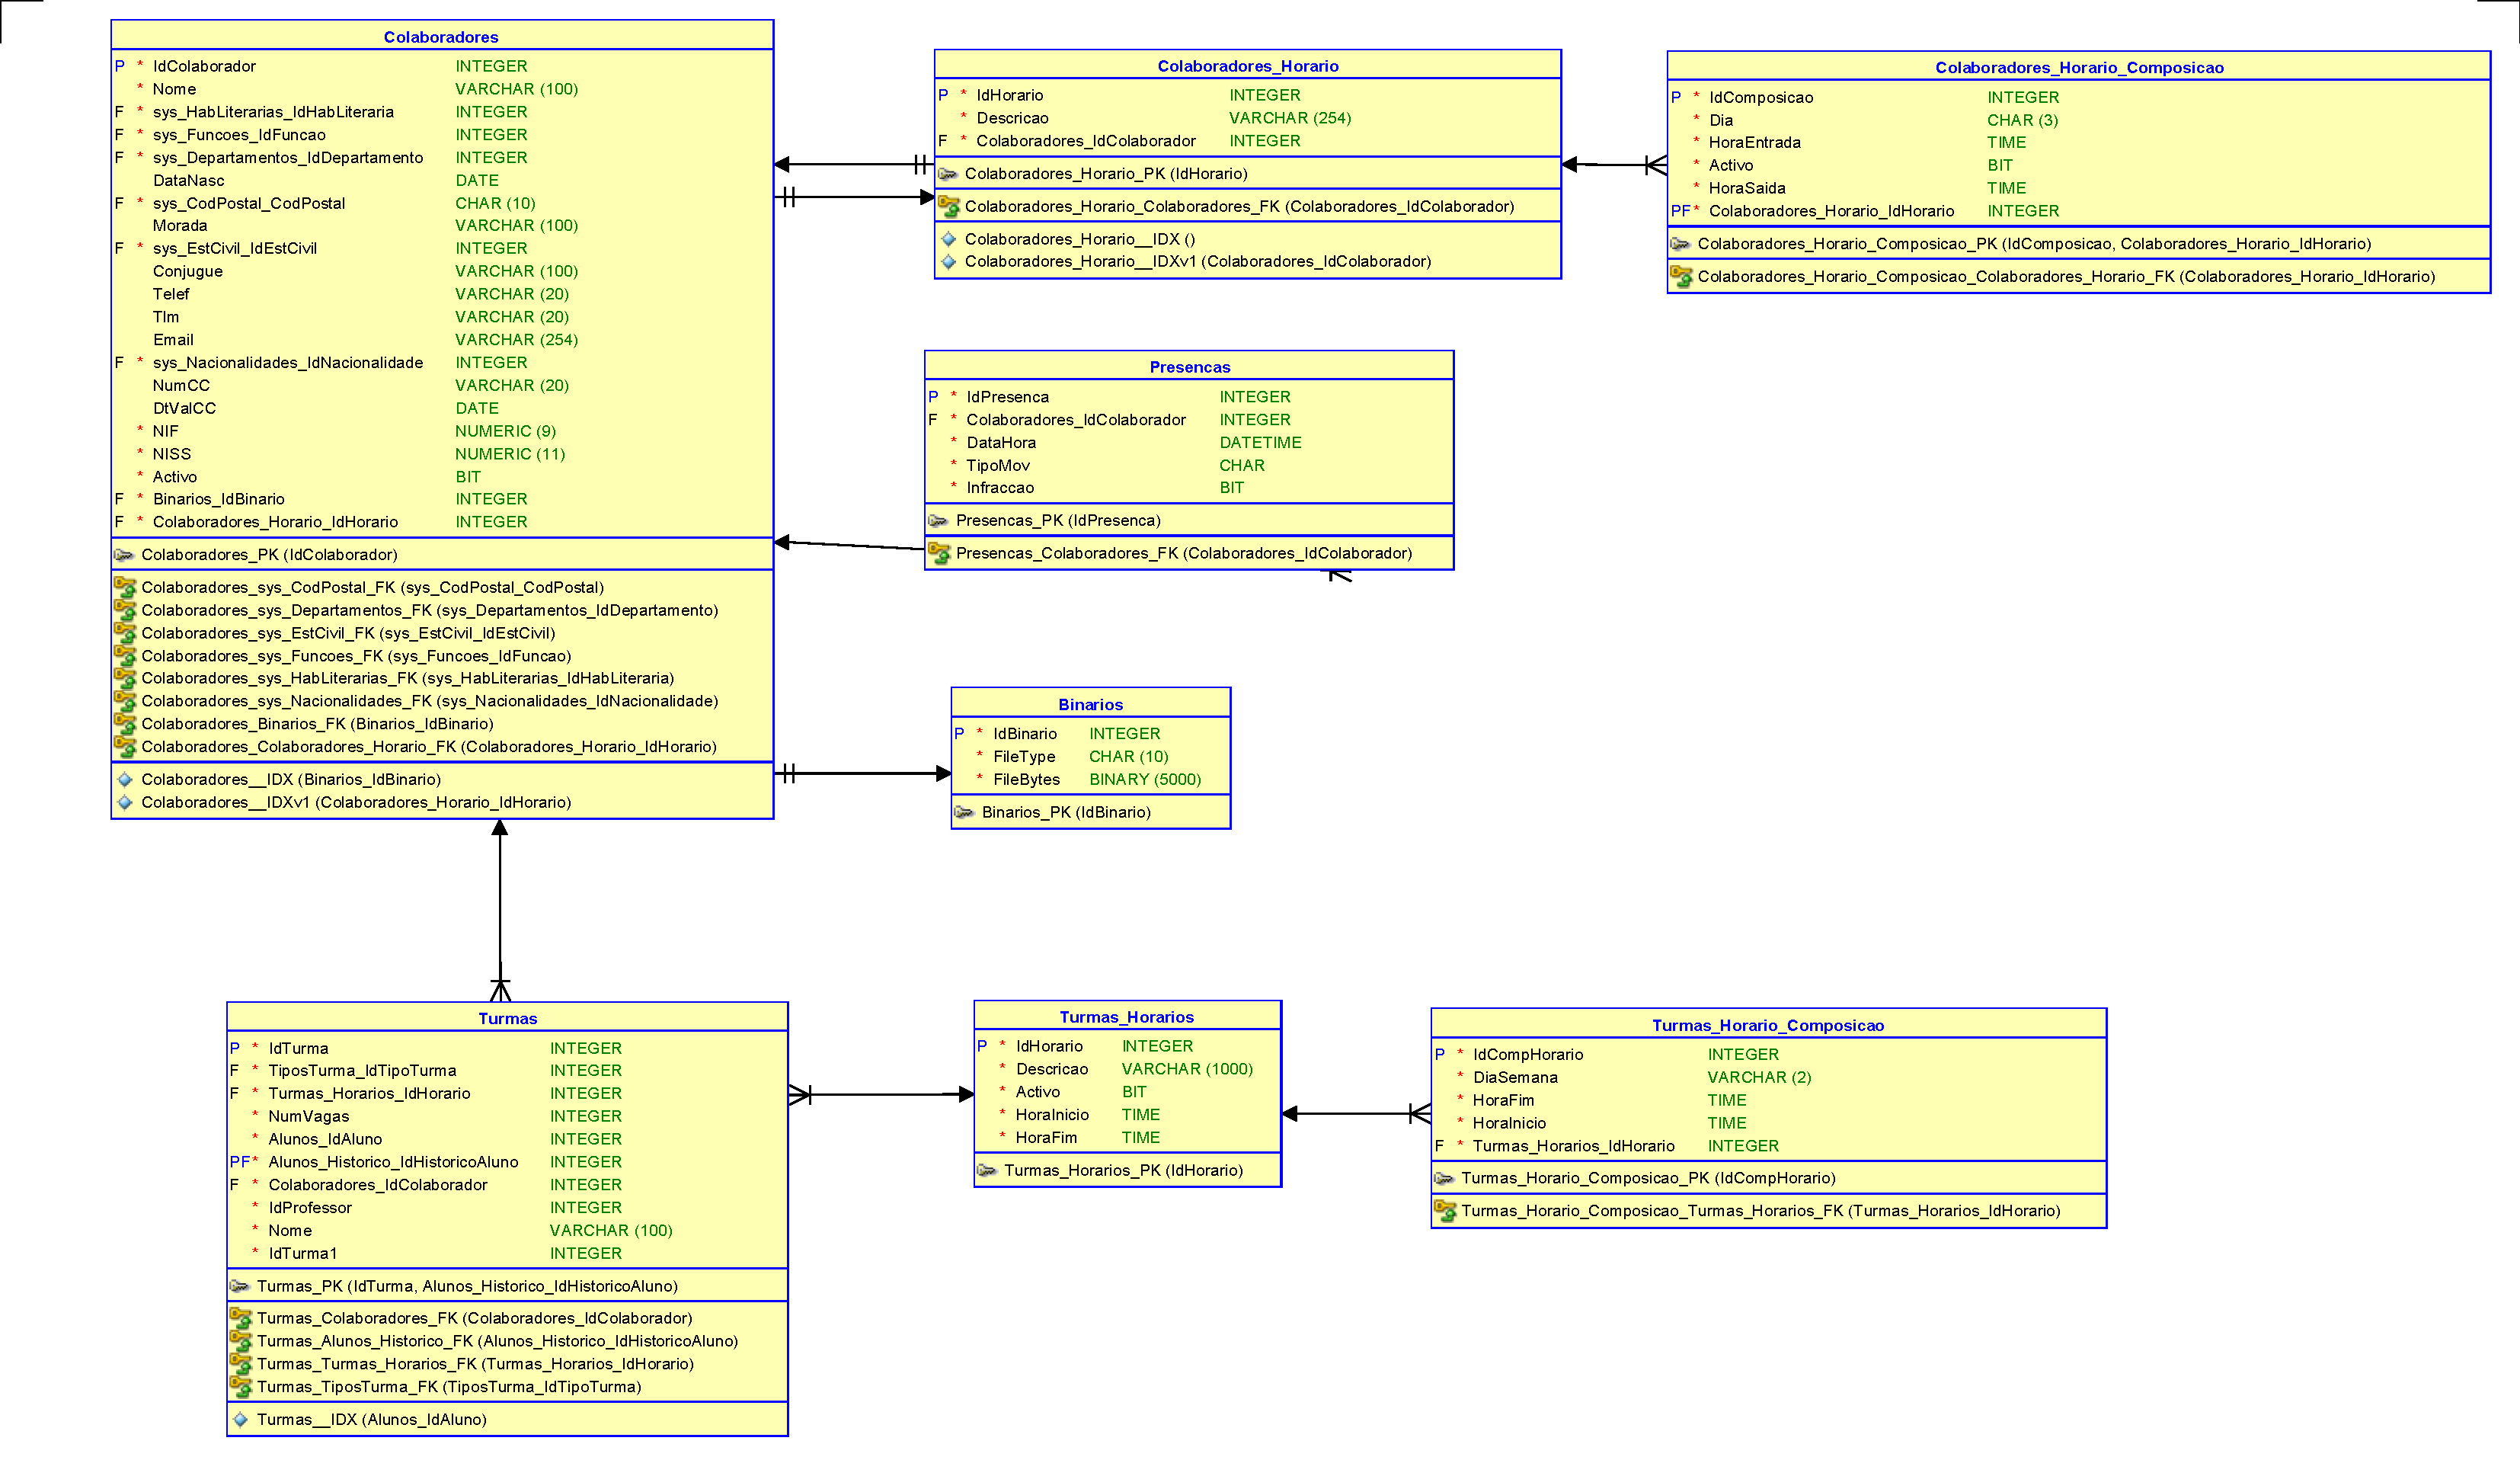 Colaboradores
P * IdColaborador INTEGER
* Nome VARCHAR (100)
F * sys_HabLiterarias_IdHabLiteraria INTEGER
F * sys_Funcoes_IdFuncao INTEGER
F * sys_Departamentos_IdDepartamento INTEGER
DataNasc DATE
F * sys_CodPostal_CodPostal CHAR (10)
Morada VARCHAR (100)
F * sys_EstCivil_IdEstCivil INTEGER
Conjugue VARCHAR (100)
Telef VARCHAR (20)
Tlm VARCHAR (20)
Email VARCHAR (254)
F * sys_Nacionalidades_IdNacionalidade INTEGER
NumCC VARCHAR (20)
DtValCC DATE
* NIF NUMERIC (9)
* NISS NUMERIC (11)
* Activo BIT
F * Binarios_IdBinario INTEGER
F * Colaboradores_Horario_IdHorario INTEGER
Colaboradores_PK (IdColaborador)
Colaboradores_sys_CodPostal_FK (sys_CodPostal_CodPostal)
Colaboradores_sys_Departamentos_FK (sys_Departamentos_IdDepartamento)
Colaboradores_sys_EstCivil_FK (sys_EstCivil_IdEstCivil)
Colaboradores_sys_Funcoes_FK (sys_Funcoes_IdFuncao)
Colaboradores_sys_HabLiterarias_FK (sys_HabLiterarias_IdHabLiteraria)
Colaboradores_sys_Nacionalidades_FK (sys_Nacionalidades_IdNacionalidade)
Colaboradores_Binarios_FK (Binarios_IdBinario)
Colaboradores_Colaboradores_Horario_FK (Colaboradores_Horario_IdHorario)
Colaboradores__IDX (Binarios_IdBinario)
Colaboradores__IDXv1 (Colaboradores_Horario_IdHorario)
Colaboradores_Horario
P * IdHorario INTEGER
* Descricao VARCHAR (254)
F * Colaboradores_IdColaborador INTEGER
Colaboradores_Horario_PK (IdHorario)
Colaboradores_Horario_Colaboradores_FK (Colaboradores_IdColaborador)
Colaboradores_Horario__IDX ()
Colaboradores_Horario__IDXv1 (Colaboradores_IdColaborador)
Colaboradores_Horario_Composicao
P * IdComposicao INTEGER
* Dia CHAR (3)
* HoraEntrada TIME
* Activo BIT
* HoraSaida TIME
PF* Colaboradores_Horario_IdHorario INTEGER
Colaboradores_Horario_Composicao_PK (IdComposicao, Colaboradores_Horario_IdHorario)
Colaboradores_Horario_Composicao_Colaboradores_Horario_FK (Colaboradores_Horario_IdHorario)
Presencas
P * IdPresenca INTEGER
F * Colaboradores_IdColaborador INTEGER
* DataHora DATETIME
* TipoMov CHAR
* Infraccao BIT
Presencas_PK (IdPresenca)
Presencas_Colaboradores_FK (Colaboradores_IdColaborador)
Binarios
P * IdBinario INTEGER
* FileType CHAR (10)
* FileBytes BINARY (5000)
Binarios_PK (IdBinario)
Turmas
P * IdTurma INTEGER
F * TiposTurma_IdTipoTurma INTEGER
F * Turmas_Horarios_IdHorario INTEGER
* NumVagas INTEGER
* Alunos_IdAluno INTEGER
PF* Alunos_Historico_IdHistoricoAluno INTEGER
F * Colaboradores_IdColaborador INTEGER
* IdProfessor INTEGER
* Nome VARCHAR (100)
* IdTurma1 INTEGER
Turmas_PK (IdTurma, Alunos_Historico_IdHistoricoAluno)
Turmas_Colaboradores_FK (Colaboradores_IdColaborador)
Turmas_Alunos_Historico_FK (Alunos_Historico_IdHistoricoAluno)
Turmas_Turmas_Horarios_FK (Turmas_Horarios_IdHorario)
Turmas_TiposTurma_FK (TiposTurma_IdTipoTurma)
Turmas__IDX (Alunos_IdAluno)
Turmas_Horarios
P * IdHorario INTEGER
* Descricao VARCHAR (1000)
* Activo BIT
* HoraInicio TIME
* HoraFim TIME
Turmas_Horarios_PK (IdHorario)
Turmas_Horario_Composicao
P * IdCompHorario INTEGER
* DiaSemana VARCHAR (2)
* HoraFim TIME
* HoraInicio TIME
F * Turmas_Horarios_IdHorario INTEGER
Turmas_Horario_Composicao_PK (IdCompHorario)
Turmas_Horario_Composicao_Turmas_Horarios_FK (Turmas_Horarios_IdHorario)